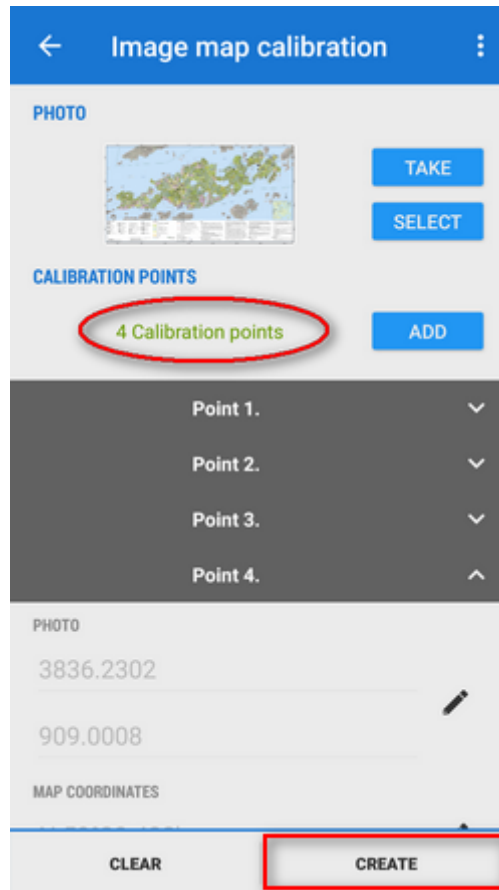 Image map calibration
PHOTO
TAKE
SELECT
CALIBRATION POINTS
4 Calibration points
ADD
Point 1.
Point 2.
Point 3.
Point 4.
PHOTO
3836.2302
909.0008
MAP COORDINATES
CLEAR
CREATE